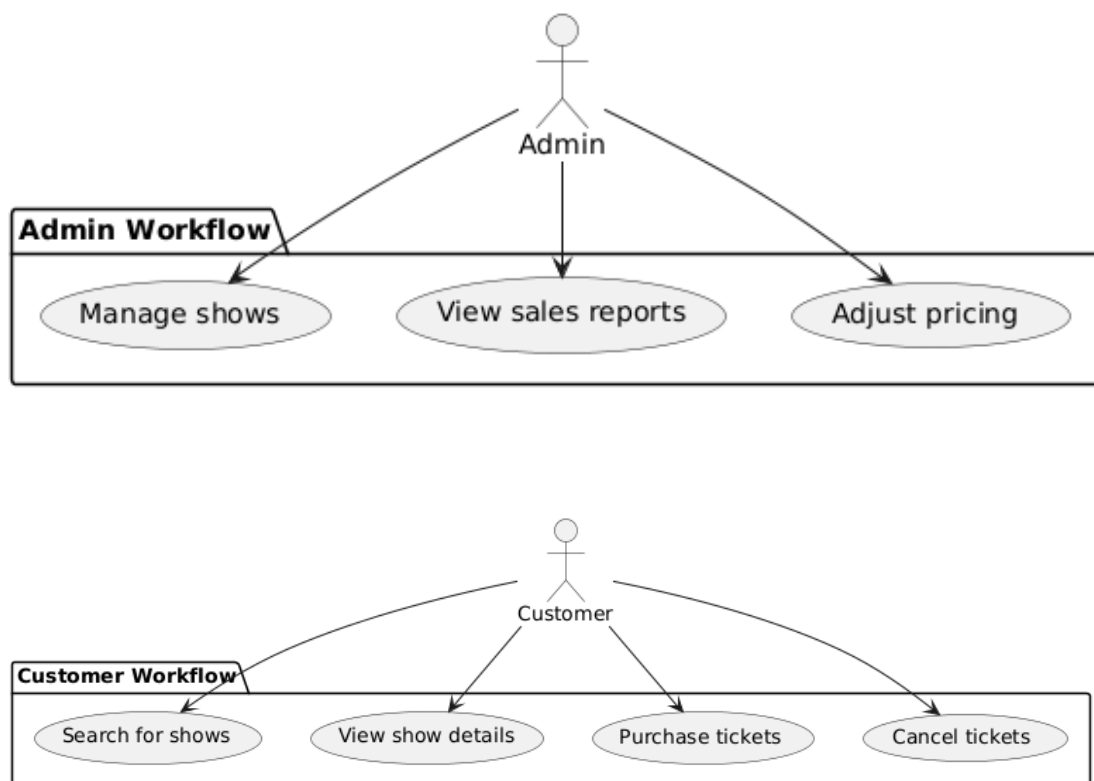 Admin
Admin Workflow
Manage shows
View sales reports
Adjust pricing
Customer
Customer Workflow
Search for shows
View show details
Purchase tickets
Cancel tickets